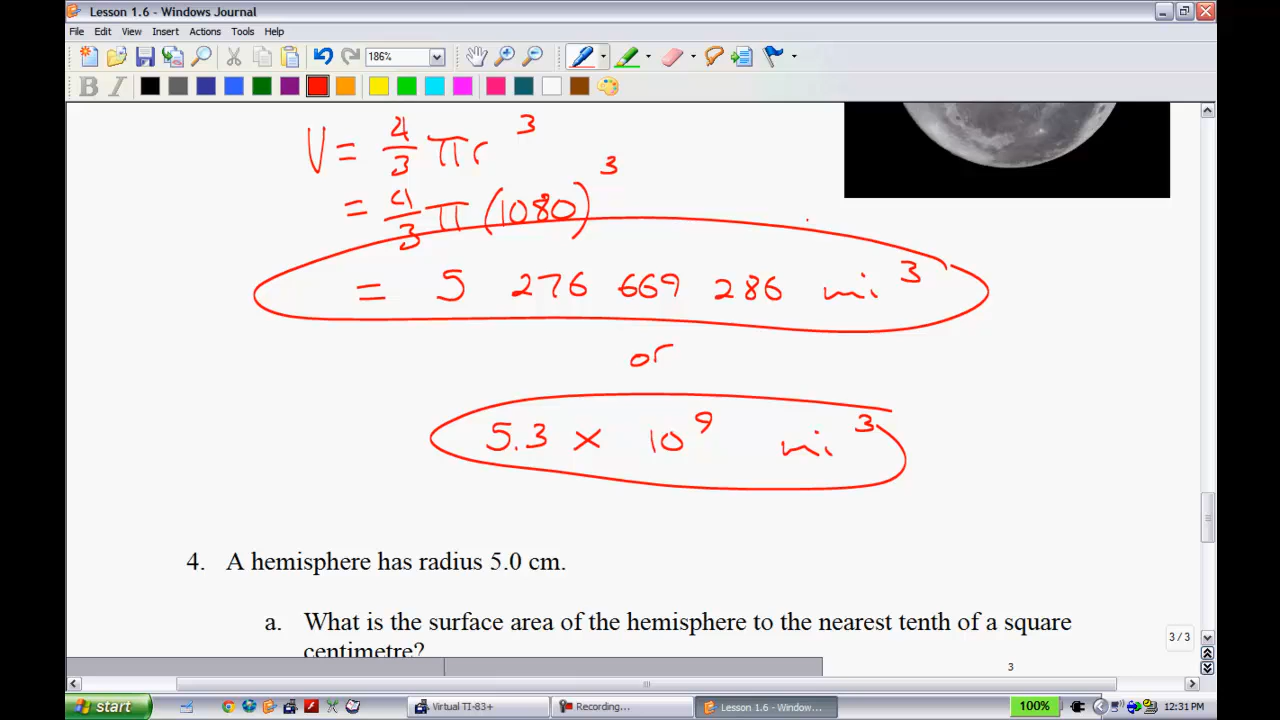 Lesson 1.6 - Windows Journal
File Edit View Insert Actions Tools Help
186%
B I
V = 4/3 πr³
= 4/3 π (1080)³
= 5 276 669 286 mi³
or
5.3 × 10⁹ mi³
4. A hemisphere has radius 5.0 cm.
a. What is the surface area of the hemisphere to the nearest tenth of a square
centimetre?
3 / 3
3
start Virtual TI-83+ Recording... Lesson 1.6 - Window... 100% 12:31 PM